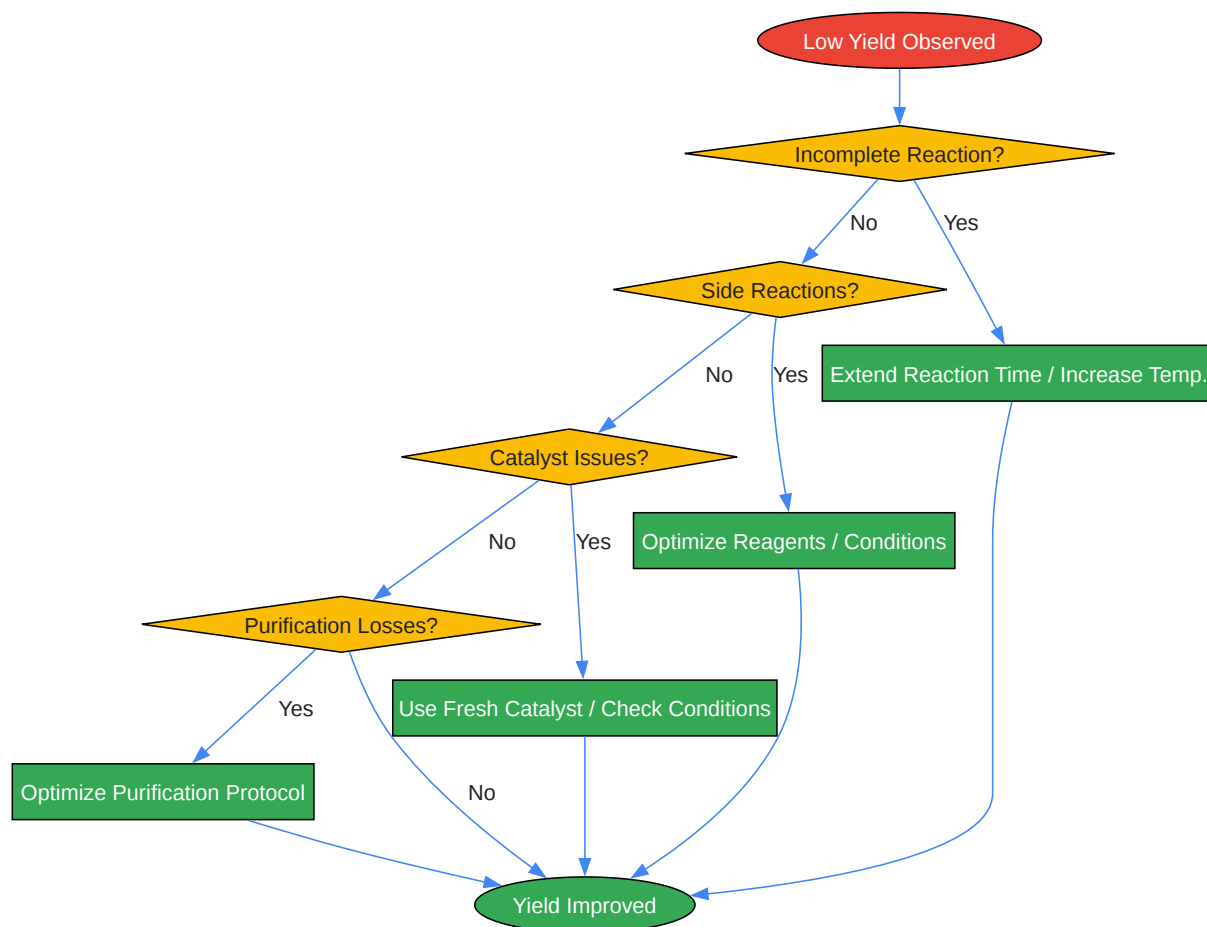 Low Yield Observed
Incomplete Reaction?
No
Yes
Side Reactions?
Extend Reaction Time / Increase Temp.
No
Yes
Catalyst Issues?
Optimize Reagents / Conditions
No
Yes
Purification Losses?
Use Fresh Catalyst / Check Conditions
Yes
Optimize Purification Protocol
No
Yield Improved